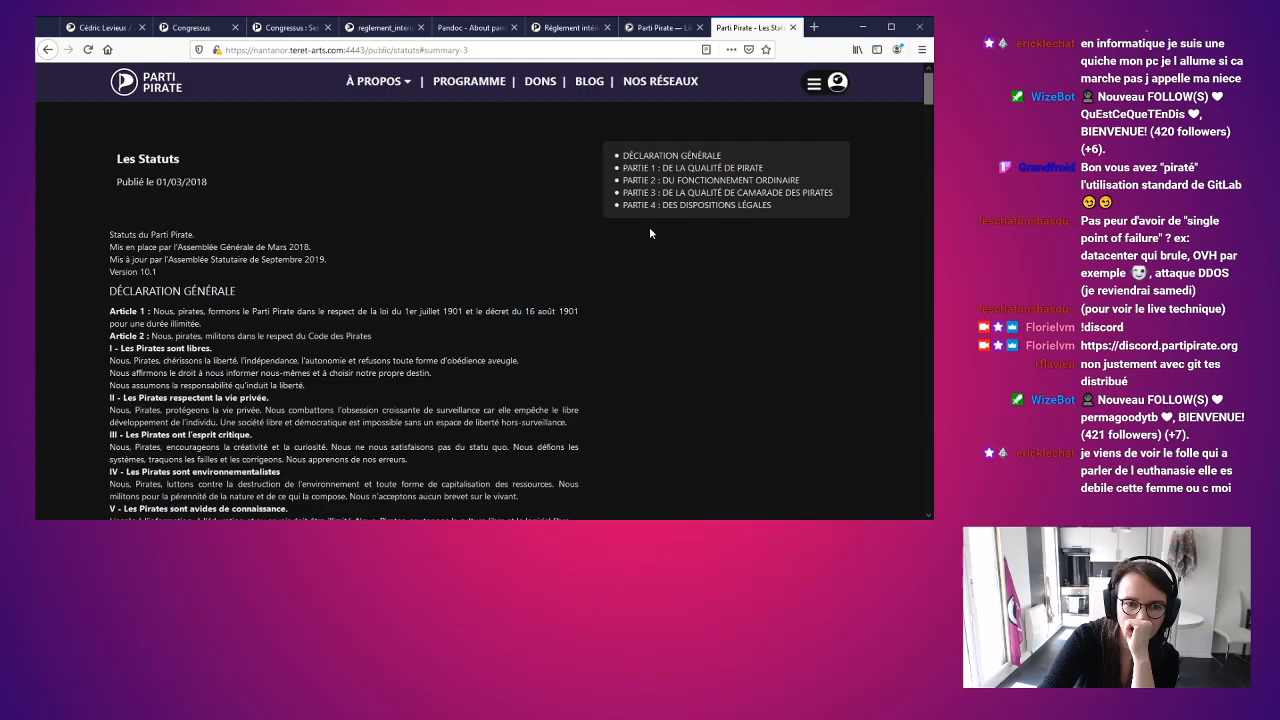 Cédric Levieux /
Congressus
Congressus : Se
reglement_inter
Pandoc - About pan
Règlement intér
Parti Pirate — Li
Parti Pirate - Les Stat
https://nantanor.teret-arts.com:4443/public/statuts#summary-3
PARTI
PIRATE
À PROPOS | PROGRAMME | DONS | BLOG | NOS RÉSEAUX
Les Statuts
Publié le 01/03/2018
DÉCLARATION GÉNÉRALE
PARTIE 1 : DE LA QUALITÉ DE PIRATE
PARTIE 2 : DU FONCTIONNEMENT ORDINAIRE
PARTIE 3 : DE LA QUALITÉ DE CAMARADE DES PIRATES
PARTIE 4 : DES DISPOSITIONS LÉGALES
Statuts du Parti Pirate.
Mis en place par l'Assemblée Générale de Mars 2018.
Mis à jour par l'Assemblée Statutaire de Septembre 2019.
Version 10.1
DÉCLARATION GÉNÉRALE
Article 1 : Nous, pirates, formons le Parti Pirate dans le respect de la loi du 1er juillet 1901 et le décret du 16 août 1901
pour une durée illimitée.
Article 2 : Nous, pirates, militons dans le respect du Code des Pirates
I - Les Pirates sont libres.
Nous, Pirates, chérissons la liberté, l'indépendance, l'autonomie et refusons toute forme d'obédience aveugle.
Nous affirmons le droit à nous informer nous-mêmes et à choisir notre propre destin.
Nous assumons la responsabilité qu'induit la liberté.
II - Les Pirates respectent la vie privée.
Nous, Pirates, protégeons la vie privée. Nous combattons l'obsession croissante de surveillance car elle empêche le libre
développement de l'individu. Une société libre et démocratique est impossible sans un espace de liberté hors-surveillance.
III - Les Pirates ont l'esprit critique.
Nous, Pirates, encourageons la créativité et la curiosité. Nous ne nous satisfaisons pas du statu quo. Nous défions les
systèmes, traquons les failles et les corrigeons. Nous apprenons de nos erreurs.
IV - Les Pirates sont environnementalistes
Nous, Pirates, luttons contre la destruction de l'environnement et toute forme de capitalisation des ressources. Nous
militons pour la pérennité de la nature et de ce qui la compose. Nous n'acceptons aucun brevet sur le vivant.
V - Les Pirates sont avides de connaissance.
ericklechat en informatique je suis une
quiche mon pc je l allume si ca
marche pas j appelle ma niece
WizeBot Nouveau FOLLOW(S) ♥
QuEstCeQueTEnDis ♥,
BIENVENUE! (420 followers)
(+6).
Grandfroid Bon vous avez "piraté"
l'utilisation standard de GitLab
😉 😉
leschatonsbasqu.. Pas peur d'avoir de "single
point of failure" ? ex:
datacenter qui brule, OVH par
exemple , attaque DDOS
(je reviendrai samedi)
leschatonsbasqu.. (pour voir le live technique)
Florielvm !discord
Florielvm https://discord.partipirate.org
rflavien non justement avec git tes
distribué
WizeBot Nouveau FOLLOW(S) ♥
permagoodytb ♥, BIENVENUE!
(421 followers) (+7).
ericklechat je viens de voir le folle qui a
parler de l euthanasie elle es
debile cette femme ou c moi